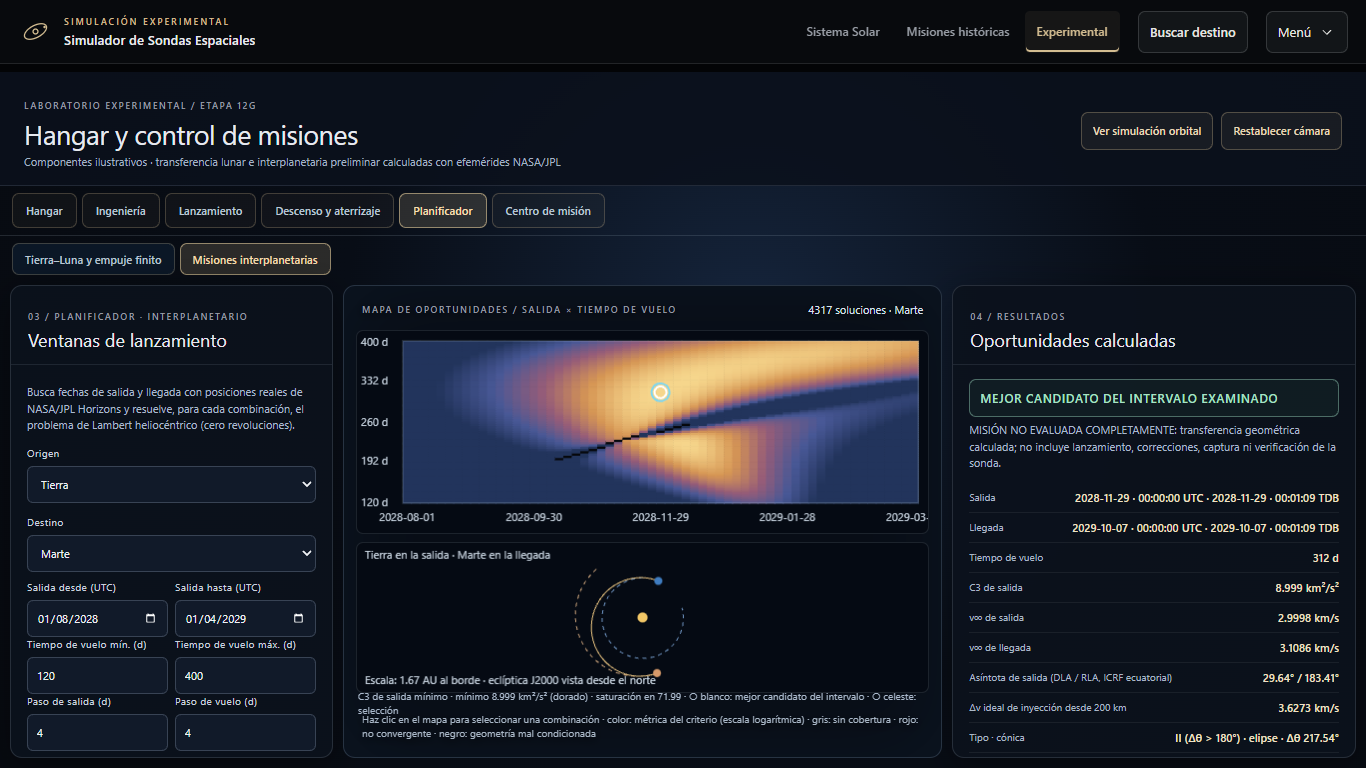 SIMULACIÓN EXPERIMENTAL
Simulador de Sondas Espaciales
Sistema Solar
Misiones históricas
Experimental
Buscar destino
Menú
LABORATORIO EXPERIMENTAL / ETAPA 12G
Hangar y control de misiones
Componentes ilustrativos · transferencia lunar e interplanetaria preliminar calculadas con efemérides NASA/JPL
Ver simulación orbital
Restablecer cámara
Hangar
Ingeniería
Lanzamiento
Descenso y aterrizaje
Planificador
Centro de misión
Tierra–Luna y empuje finito
Misiones interplanetarias
03 / PLANIFICADOR · INTERPLANETARIO
Ventanas de lanzamiento
Busca fechas de salida y llegada con posiciones reales de
NASA/JPL Horizons y resuelve, para cada combinación, el
problema de Lambert heliocéntrico (cero revoluciones).
Origen
Tierra
Destino
Marte
Salida desde (UTC)
Salida hasta (UTC)
01/08/2028
01/04/2029
Tiempo de vuelo mín. (d)
Tiempo de vuelo máx. (d)
120
400
Paso de salida (d)
Paso de vuelo (d)
4
4
MAPA DE OPORTUNIDADES / SALIDA × TIEMPO DE VUELO
4317 soluciones · Marte
400 d
332 d
260 d
192 d
120 d
2028-08-01
2028-09-30
2028-11-29
2029-01-28
2029-03-
Tierra en la salida · Marte en la llegada
Escala: 1.67 AU al borde · eclíptica J2000 vista desde el norte
C3 de salida mínimo · mínimo 8.999 km²/s² (dorado) · saturación en 71.99 · O blanco: mejor candidato del intervalo · O celeste:
selección
Haz clic en el mapa para seleccionar una combinación · color: métrica del criterio (escala logarítmica) · gris: sin cobertura · rojo:
no convergente · negro: geometría mal condicionada
04 / RESULTADOS
Oportunidades calculadas
MEJOR CANDIDATO DEL INTERVALO EXAMINADO
MISIÓN NO EVALUADA COMPLETAMENTE: transferencia geométrica
calculada; no incluye lanzamiento, correcciones, captura ni verificación de la
sonda.
Salida
2028-11-29 · 00:00:00 UTC · 2028-11-29 · 00:01:09 TDB
Llegada
2029-10-07 · 00:00:00 UTC · 2029-10-07 · 00:01:09 TDB
Tiempo de vuelo
312 d
C3 de salida
8.999 km²/s²
v∞ de salida
2.9998 km/s
v∞ de llegada
3.1086 km/s
Asíntota de salida (DLA / RLA, ICRF ecuatorial)
29.64° / 183.41°
Δv ideal de inyección desde 200 km
3.6273 km/s
Tipo · cónica
II (Δθ > 180°) · elipse · Δθ 217.54°